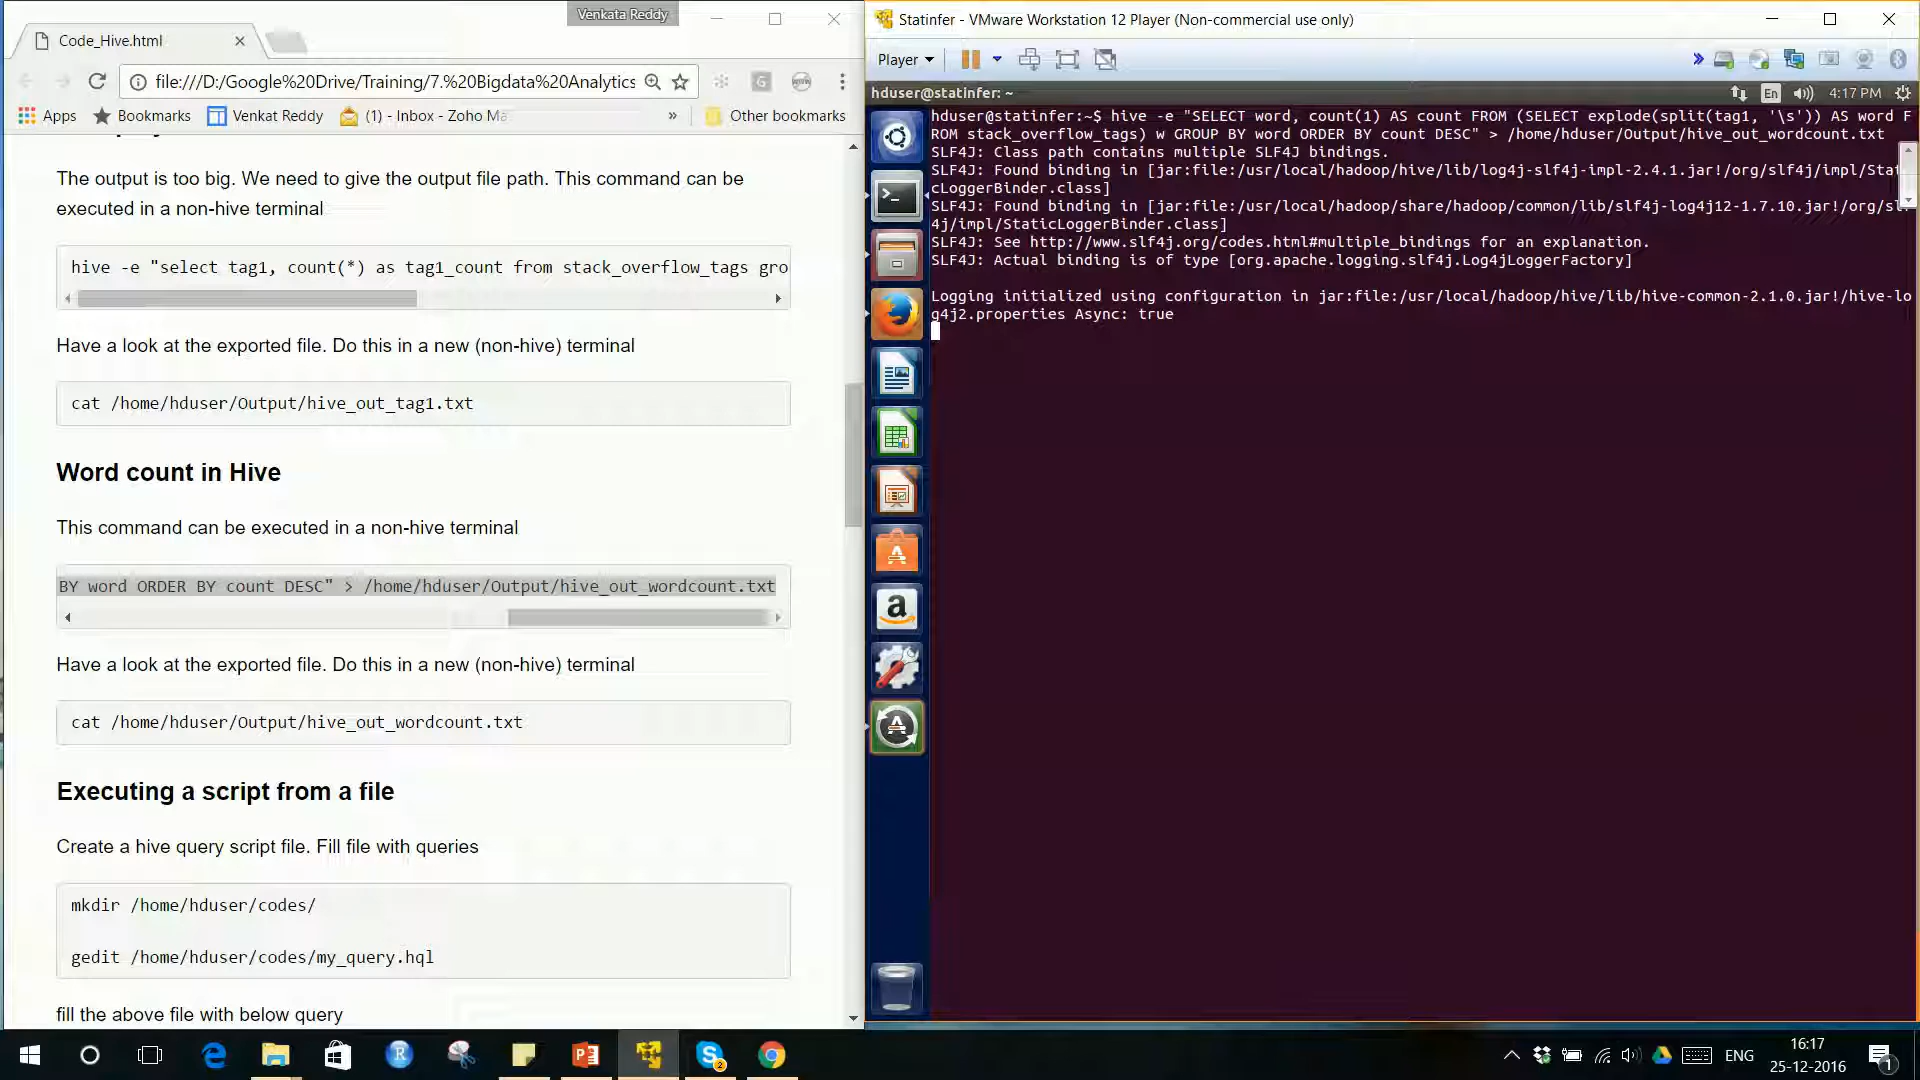 Venkata Reddy
Code_Hive.html
file:///D:/Google%20Drive/Training/7.%20Bigdata%20Analytics
Apps
Bookmarks
Venkat Reddy
(1) - Inbox - Zoho Ma
»
Other bookmarks
The output is too big. We need to give the output file path. This command can be
executed in a non-hive terminal
hive -e "select tag1, count(*) as tag1_count from stack_overflow_tags gro
Have a look at the exported file. Do this in a new (non-hive) terminal
cat /home/hduser/Output/hive_out_tag1.txt
Word count in Hive
This command can be executed in a non-hive terminal
BY word ORDER BY count DESC" > /home/hduser/Output/hive_out_wordcount.txt
Have a look at the exported file. Do this in a new (non-hive) terminal
cat /home/hduser/Output/hive_out_wordcount.txt
Executing a script from a file
Create a hive query script file. Fill file with queries
mkdir /home/hduser/codes/
gedit /home/hduser/codes/my_query.hql
fill the above file with below query
Statinfer - VMware Workstation 12 Player (Non-commercial use only)
Player
hduser@statinfer: ~
En
4:17 PM
hduser@statinfer:~$ hive -e "SELECT word, count(1) AS count FROM (SELECT explode(split(tag1, '\s')) AS word F
ROM stack_overflow_tags) w GROUP BY word ORDER BY count DESC" > /home/hduser/Output/hive_out_wordcount.txt
SLF4J: Class path contains multiple SLF4J bindings.
SLF4J: Found binding in [jar:file:/usr/local/hadoop/hive/lib/log4j-slf4j-impl-2.4.1.jar!/org/slf4j/impl/Stati
cLoggerBinder.class]
SLF4J: Found binding in [jar:file:/usr/local/hadoop/share/hadoop/common/lib/slf4j-log4j12-1.7.10.jar!/org/slf
4j/impl/StaticLoggerBinder.class]
SLF4J: See http://www.slf4j.org/codes.html#multiple_bindings for an explanation.
SLF4J: Actual binding is of type [org.apache.logging.slf4j.Log4jLoggerFactory]
Logging initialized using configuration in jar:file:/usr/local/hadoop/hive/lib/hive-common-2.1.0.jar!/hive-lo
g4j2.properties Async: true
ENG
16:17
25-12-2016